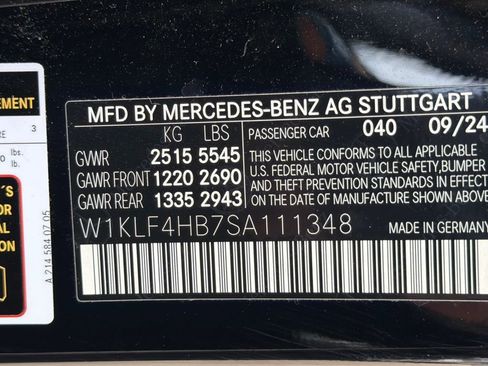 EMENT
3
lbs.
lb.
A 214 584 07 05
MFD BY MERCEDES-BENZ AG STUTTGART
KG LBS PASSENGER CAR 040 09/24
GVWR 2515 5545
GAWR FRONT 1220 2690
GAWR REAR 1335 2943
THIS VEHICLE CONFORMS TO ALL APPLICABLE
U.S. FEDERAL MOTOR VEHICLE SAFETY, BUMPER
AND THEFT PREVENTION STANDARDS IN EFFECT
ON THE DATE OF MANUFACTURE SHOWN ABOVE.
W1KLF4HB7SA111348 MADE IN GERMANY